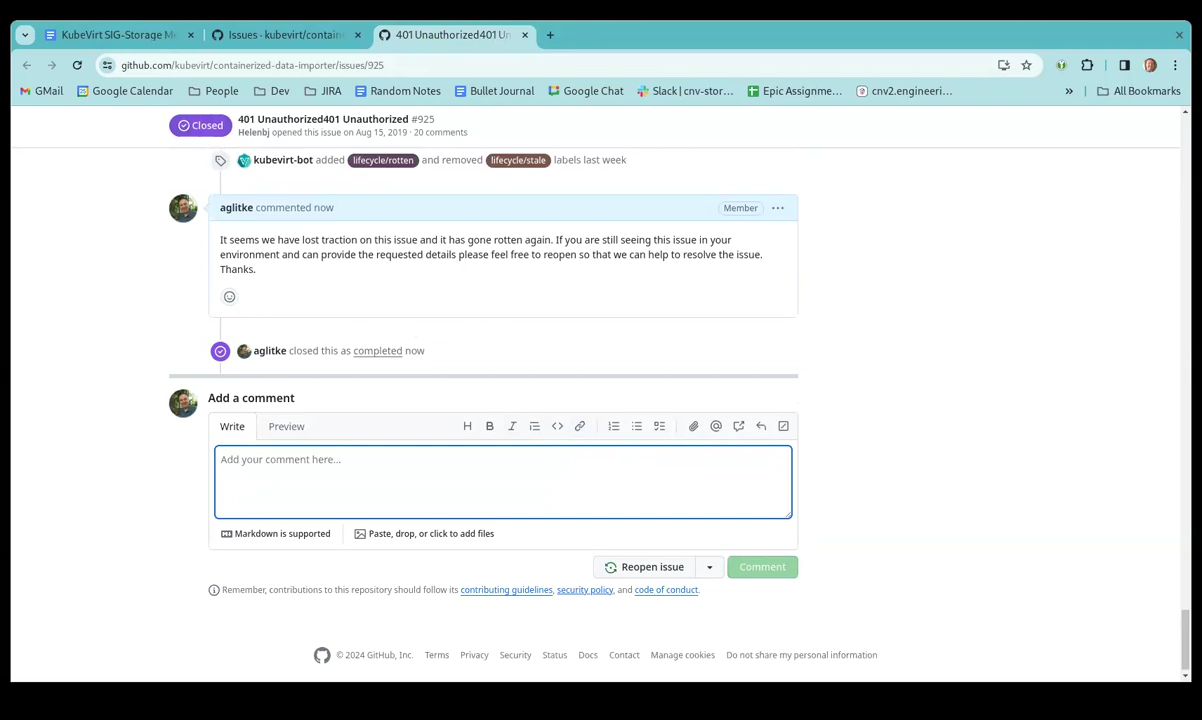 KubeVirt SIG-Storage Me
Issues · kubevirt/contain
401 Unauthorized401 Un
github.com/kubevirt/containerized-data-importer/issues/925
GMail
Google Calendar
People
Dev
JIRA
Random Notes
Bullet Journal
Google Chat
Slack | cnv-stor...
Epic Assignme...
cnv2.engineeri...
»
All Bookmarks
Closed
401 Unauthorized401 Unauthorized #925
Helenbj opened this issue on Aug 15, 2019 · 20 comments
kubevirt-bot added lifecycle/rotten and removed lifecycle/stale labels last week
aglitke commented now
Member
It seems we have lost traction on this issue and it has gone rotten again. If you are still seeing this issue in your
environment and can provide the requested details please feel free to reopen so that we can help to resolve the issue.
Thanks.
aglitke closed this as completed now
Add a comment
Write
Preview
Add your comment here...
Markdown is supported
Paste, drop, or click to add files
Reopen issue
Comment
Remember, contributions to this repository should follow its contributing guidelines, security policy, and code of conduct.
© 2024 GitHub, Inc.
Terms
Privacy
Security
Status
Docs
Contact
Manage cookies
Do not share my personal information